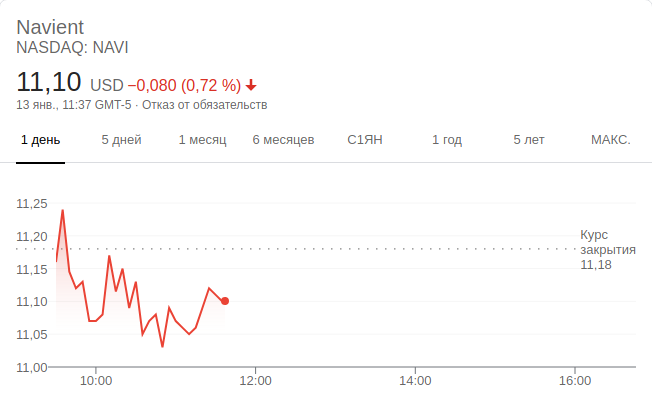 Navient
NASDAQ: NAVI
11,10 USD −0,080 (0,72 %)
13 янв., 11:37 GMT-5 · Отказ от обязательств
1 день 5 дней 1 месяц 6 месяцев С1ЯН 1 год 5 лет МАКС.
11,25
11,20
11,15
11,10
11,05
11,00
Курс
закрытия
11,18
10:00 12:00 14:00 16:00